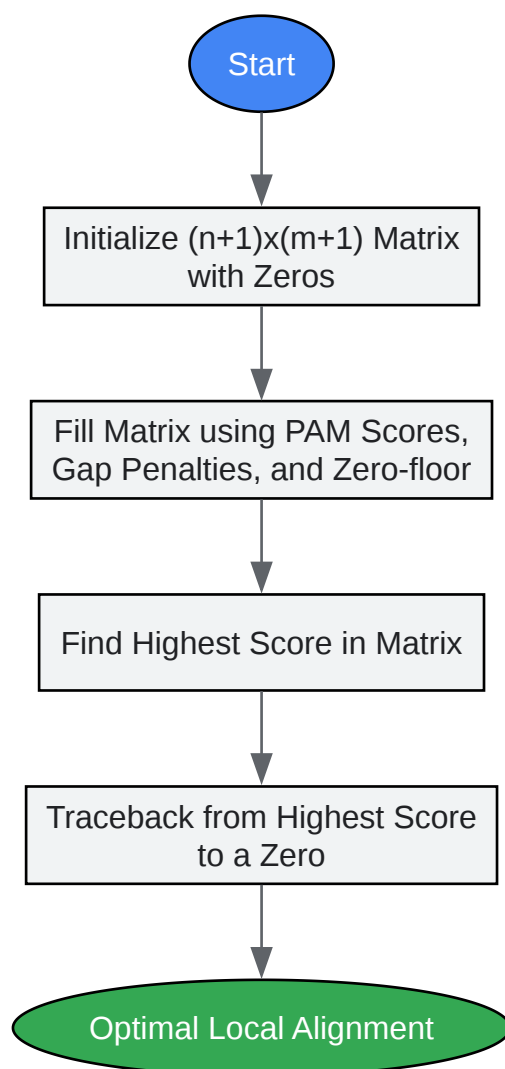 Start
Initialize (n+1)x(m+1) Matrix
with Zeros
Fill Matrix using PAM Scores,
Gap Penalties, and Zero-floor
Find Highest Score in Matrix
Traceback from Highest Score
to a Zero
Optimal Local Alignment